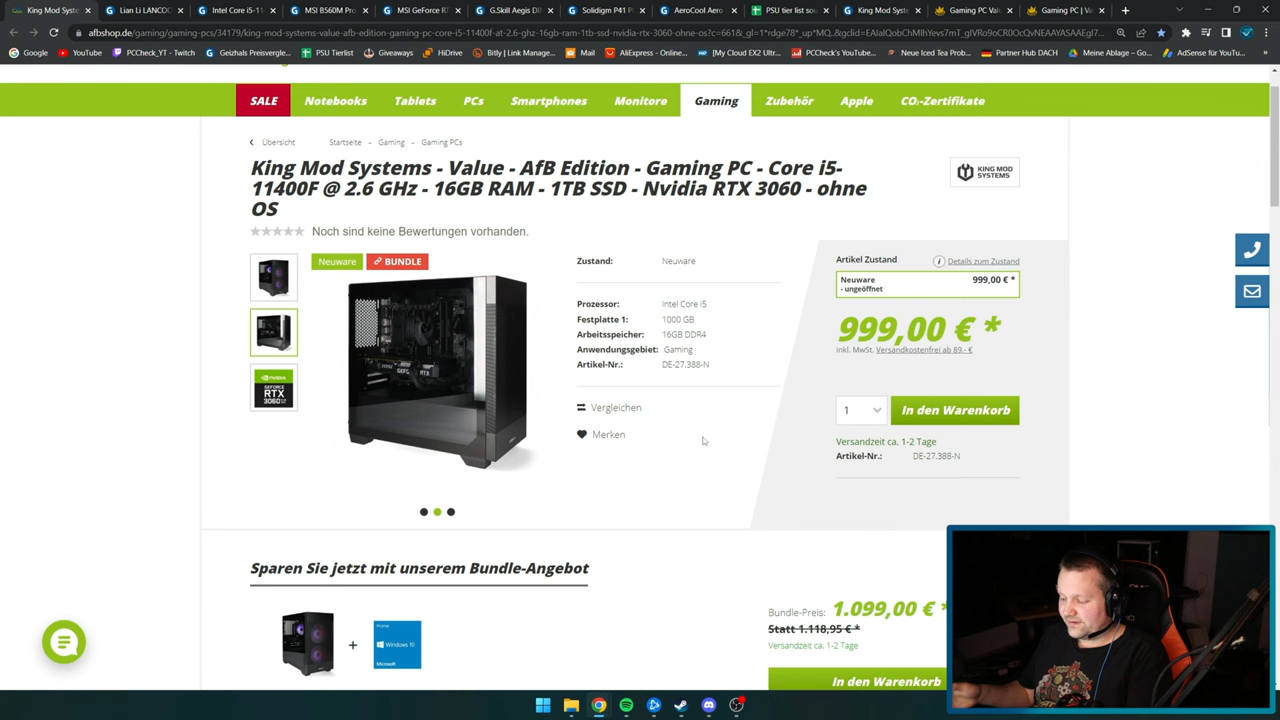 King Mod Syst
Lian Li LANCOO
Intel Core i5-11
MSI B560M Pro
MSI GeForce RT
G.Skill Aegis DI
Solidigm P41 P
AeroCool Aero
PSU tier list sou
King Mod Syst
Gaming PC Val
Gaming PC | Va
afbshop.de/gaming/gaming-pcs/34179/king-mod-systems-value-afb-edition-gaming-pc-core-i5-11400f-at-2.6-ghz-16gb-ram-1tb-ssd-nvidia-rtx-3060-ohne-os?c=661&_gl=1*rdge78*_up*MQ..&gclid=
Google
YouTube
PCCheck_YT - Twitch
Geizhals Preisvergle...
PSU Tierlist
Giveaways
HiDrive
Bitly | Link Manage...
Mail
AliExpress - Online...
[My Cloud EX2 Ultr...
PCCheck's YouTube...
Neue Iced Tea Prob...
Partner Hub DACH
Meine Ablage – Go...
AdSense für YouTu...
SALE
Notebooks
Tablets
PCs
Smartphones
Monitore
Gaming
Zubehör
Apple
CO₂-Zertifikate
Übersicht
Startseite - Gaming - Gaming PCs
King Mod Systems - Value - AfB Edition - Gaming PC - Core i5-
11400F @ 2.6 GHz - 16GB RAM - 1TB SSD - Nvidia RTX 3060 - ohne
OS
KING MOD
SYSTEMS
Noch sind keine Bewertungen vorhanden.
Neuware
BUNDLE
Zustand: Neuware
Prozessor: Intel Core i5
Festplatte 1: 1000 GB
Arbeitsspeicher: 16GB DDR4
Anwendungsgebiet: Gaming
Artikel-Nr.: DE-27.388-N
Vergleichen
Merken
NVIDIA
GEFORCE
RTX
Artikel Zustand
Details zum Zustand
Neuware 999,00 € *
- ungeöffnet
999,00 € *
inkl. MwSt. Versandkostenfrei ab 89.- €
1
In den Warenkorb
Versandzeit ca. 1-2 Tage
Artikel-Nr.: DE-27.388-N
Sparen Sie jetzt mit unserem Bundle-Angebot
+
Home
Windows 10
Microsoft
Bundle-Preis: 1.099,00 € *
Statt 1.118,95 € *
Versandzeit ca. 1-2 Tage
In den Warenkorb